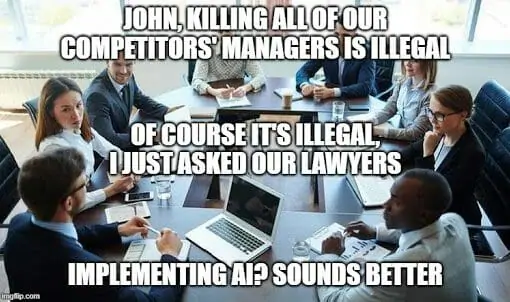 JOHN, KILLING ALL OF OUR
COMPETITORS' MANAGERS IS ILLEGAL
OF COURSE IT'S ILLEGAL,
I JUST ASKED OUR LAWYERS
IMPLEMENTING AI? SOUNDS BETTER
imgflip.com